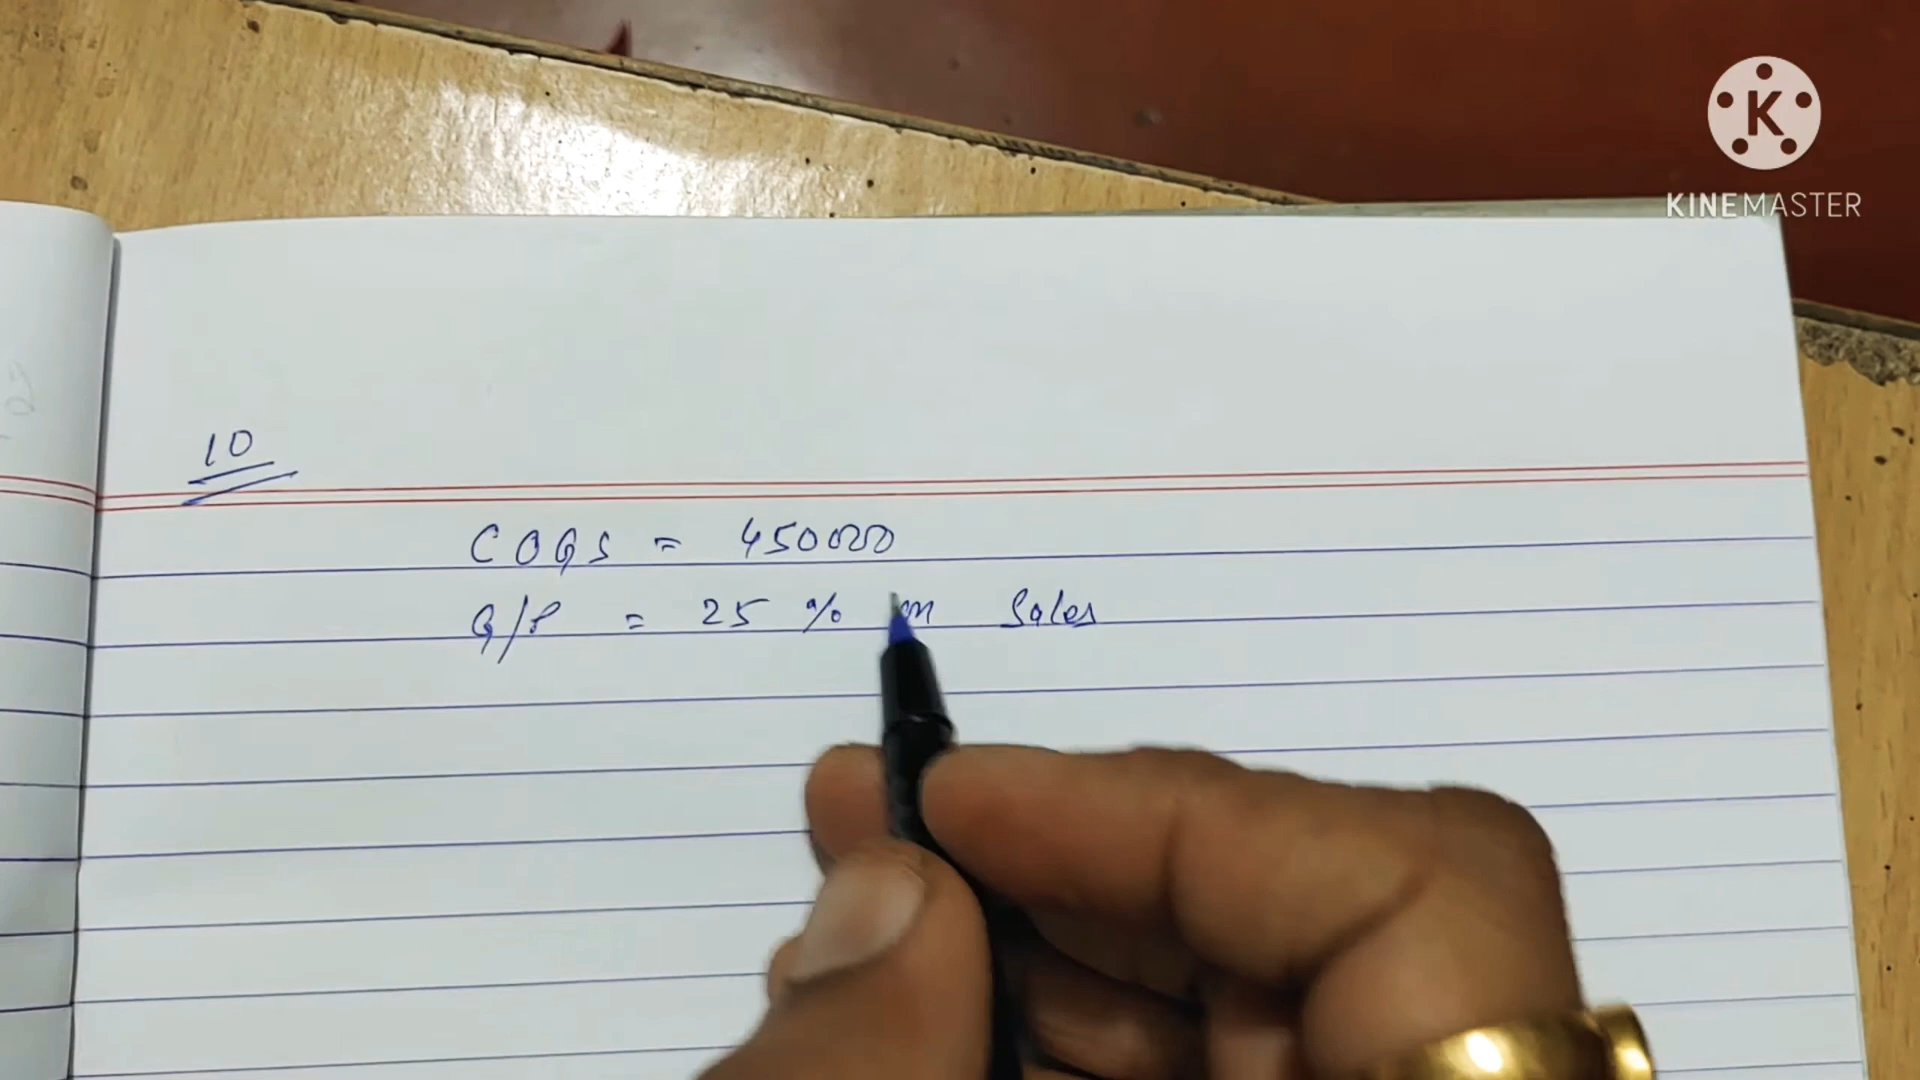 K
KINEMASTER
10
COGS = 450000
G/P = 25 % on Sales